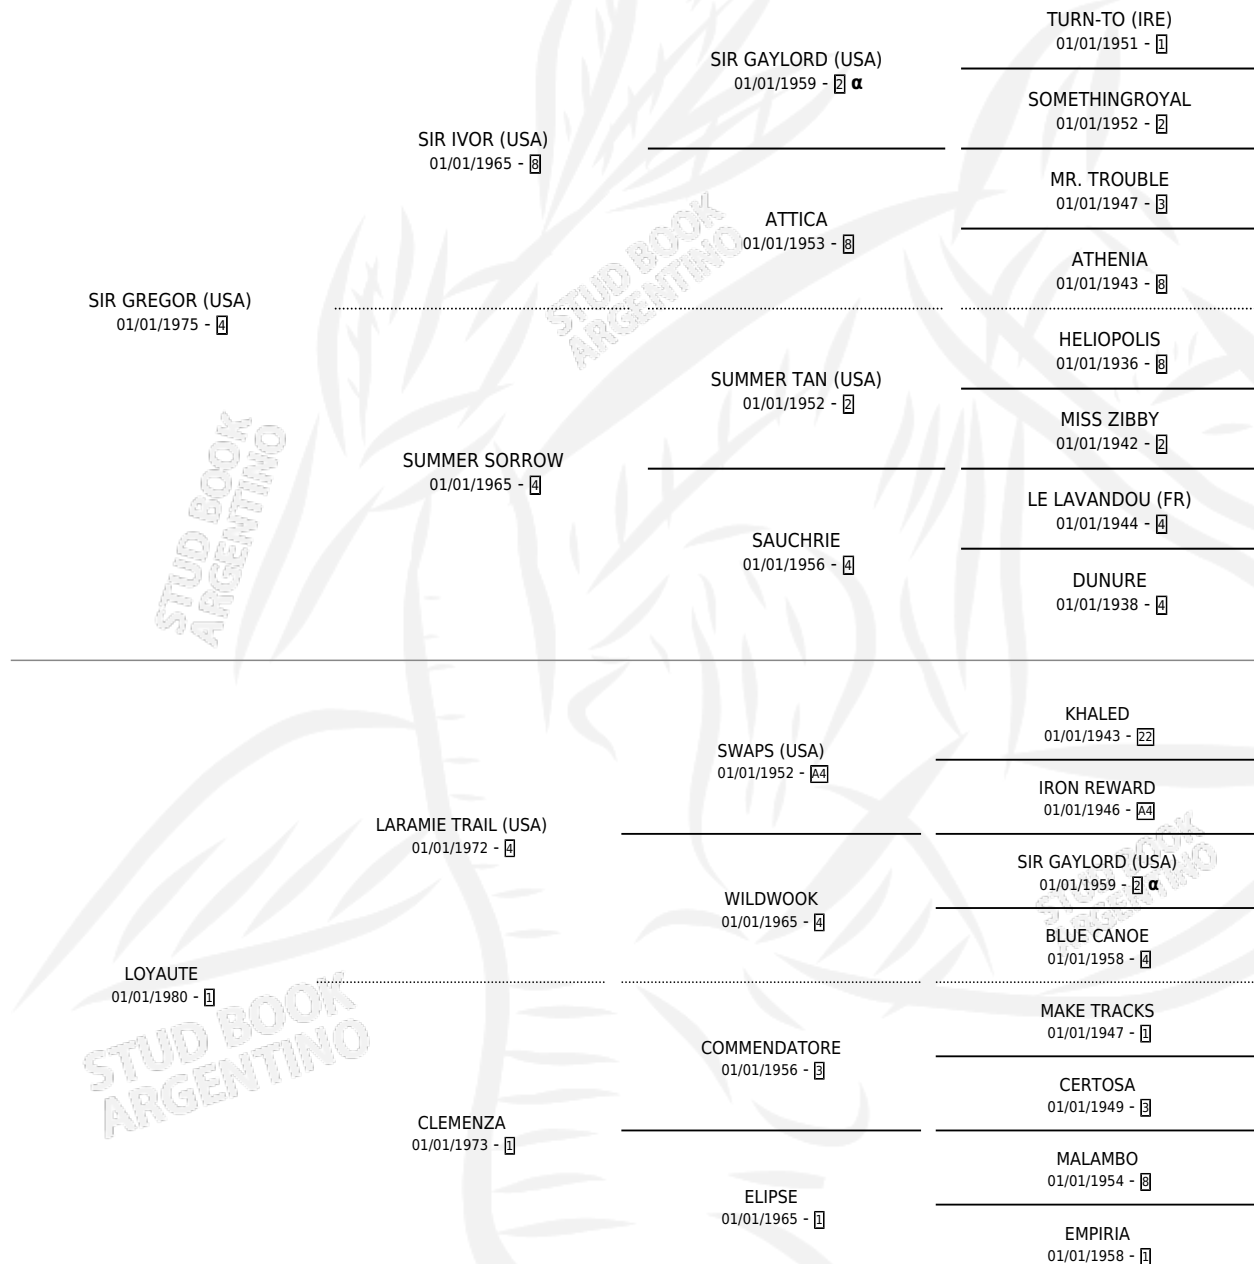 TURN-TO (IRE)
01/01/1951 - 1
SIR GAYLORD (USA)
01/01/1959 - 2 α
SOMETHINGROYAL
01/01/1952 - 2
SIR IVOR (USA)
01/01/1965 - 8
MR. TROUBLE
01/01/1947 - 3
ATTICA
01/01/1953 - 8
ATHENIA
01/01/1943 - 8
SIR GREGOR (USA)
01/01/1975 - 4
HELIOPOLIS
01/01/1936 - 8
SUMMER TAN (USA)
01/01/1952 - 2
MISS ZIBBY
01/01/1942 - 2
SUMMER SORROW
01/01/1965 - 4
LE LAVANDOU (FR)
01/01/1944 - 4
SAUCHRIE
01/01/1956 - 4
DUNURE
01/01/1938 - 4
KHALED
01/01/1943 - 22
SWAPS (USA)
01/01/1952 - A4
IRON REWARD
01/01/1946 - A4
LARAMIE TRAIL (USA)
01/01/1972 - 4
SIR GAYLORD (USA)
01/01/1959 - 2 α
WILDWOOK
01/01/1965 - 4
BLUE CANOE
01/01/1958 - 4
LOYAUTE
01/01/1980 - 1
MAKE TRACKS
01/01/1947 - 1
COMMENDATORE
01/01/1956 - 3
CERTOSA
01/01/1949 - 3
CLEMENZA
01/01/1973 - 1
MALAMBO
01/01/1954 - 8
ELIPSE
01/01/1965 - 1
EMPIRIA
01/01/1958 - 1
STUD BOOK
ARGENTINO
STUD BOOK
ARGENTINO
STUD BOOK
ARGENTINO
STUD BOOK
ARGENTINO